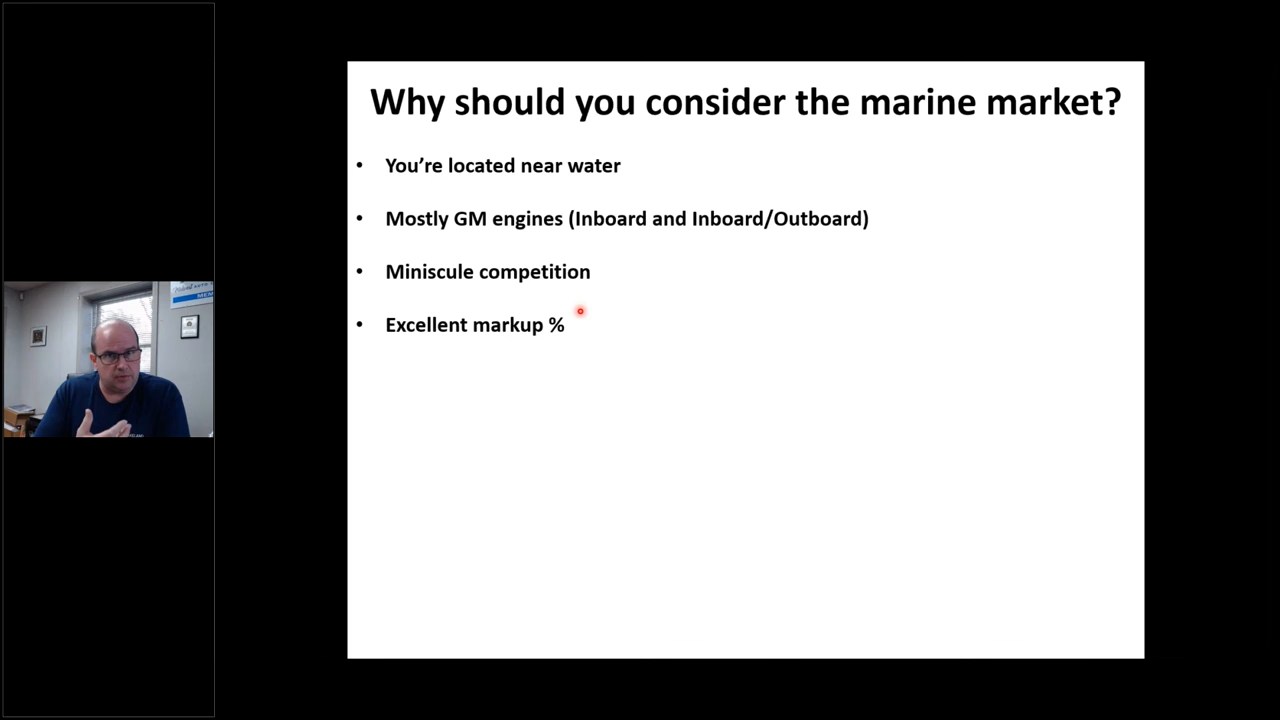 Why should you consider the marine market?
• You’re located near water
• Mostly GM engines (Inboard and Inboard/Outboard)
• Miniscule competition
• Excellent markup %